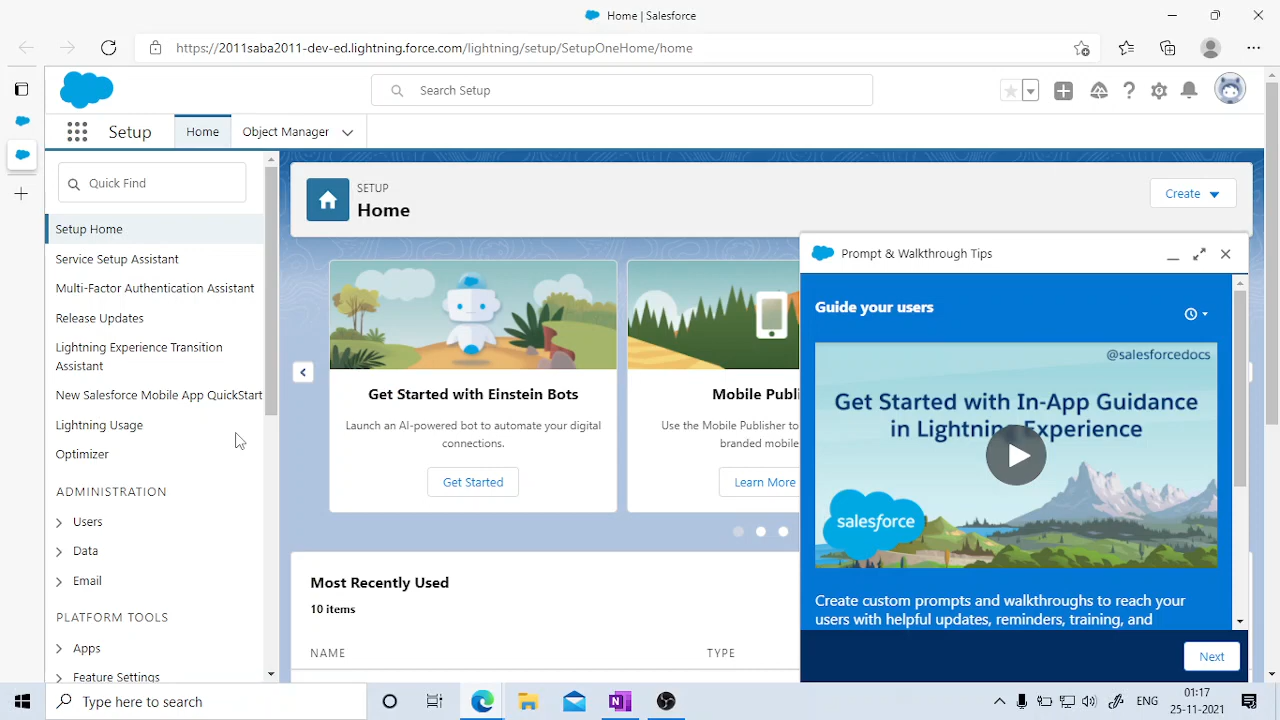 Home | Salesforce
https://2011saba2011-dev-ed.lightning.force.com/lightning/setup/SetupOneHome/home
Search Setup
Setup
Home
Object Manager
Quick Find
Setup Home
Service Setup Assistant
Multi-Factor Authentication Assistant
Release Updates
Lightning Experience Transition
Assistant
New Salesforce Mobile App QuickStart
Lightning Usage
Optimizer
ADMINISTRATION
Users
Data
Email
PLATFORM TOOLS
Apps
Feature Settings
SETUP
Home
Create
Get Started with Einstein Bots
Launch an AI-powered bot to automate your digital
connections.
Get Started
Mobile Publi
Use the Mobile Publisher to
branded mobile
Learn More
Most Recently Used
10 items
NAME
TYPE
Prompt & Walkthrough Tips
Guide your users
@salesforcedocs
Get Started with In-App Guidance
in Lightning Experience
salesforce
Create custom prompts and walkthroughs to reach your
users with helpful updates, reminders, training, and
Next
Type here to search
ENG
01:17
25-11-2021